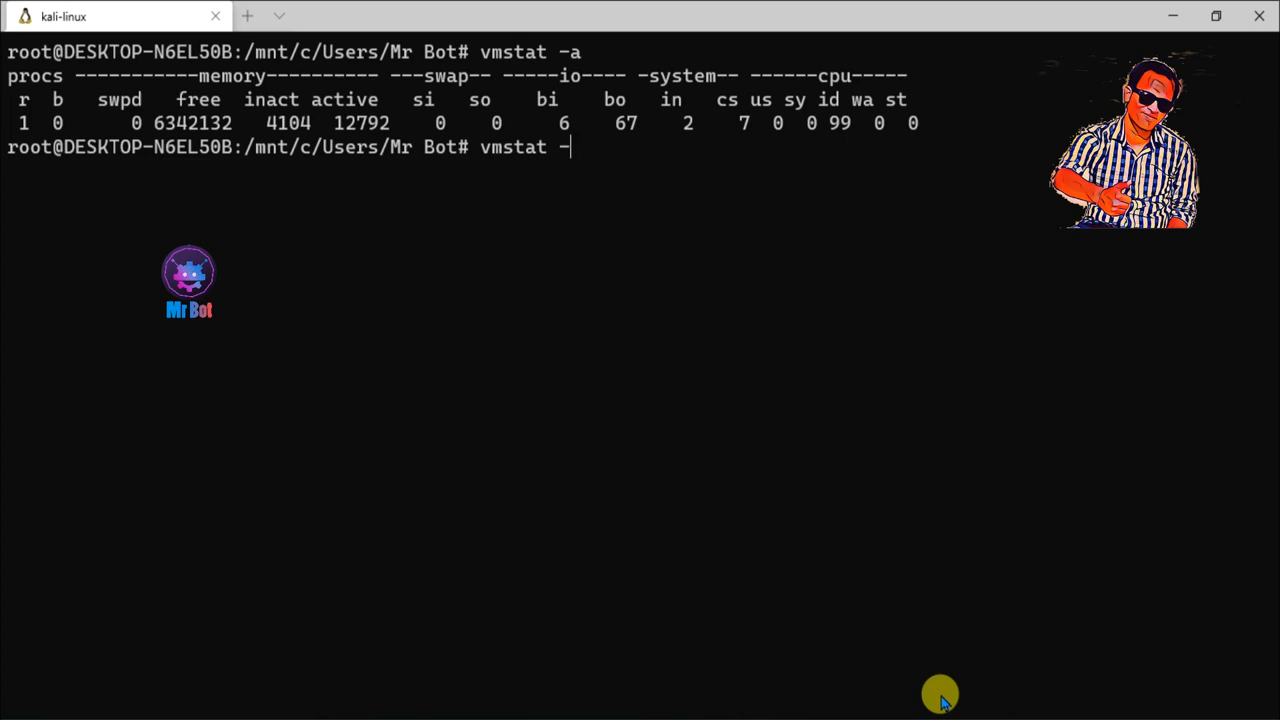 kali-linux
root@DESKTOP-N6EL50B:/mnt/c/Users/Mr Bot# vmstat -a
procs -----------memory---------- ---swap-- -----io---- -system-- ------cpu-----
r b swpd free inact active si so bi bo in cs us sy id wa st
1 0 0 6342132 4104 12792 0 0 6 67 2 7 0 0 99 0 0
root@DESKTOP-N6EL50B:/mnt/c/Users/Mr Bot# vmstat -
Mr Bot